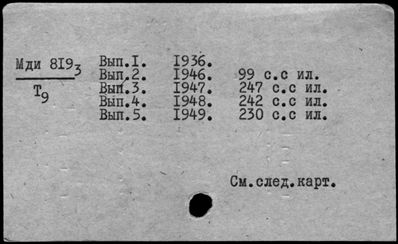 Мди 819₃ Вып.1. 1936.
Т₉ Вып.2. 1946. 99 с.с ил.
Вып.3. 1947. 247 с.с ил.
Вып.4. 1948. 242 с.с ил.
Вып.5. 1949. 230 с.с ил.
См.след.карт.